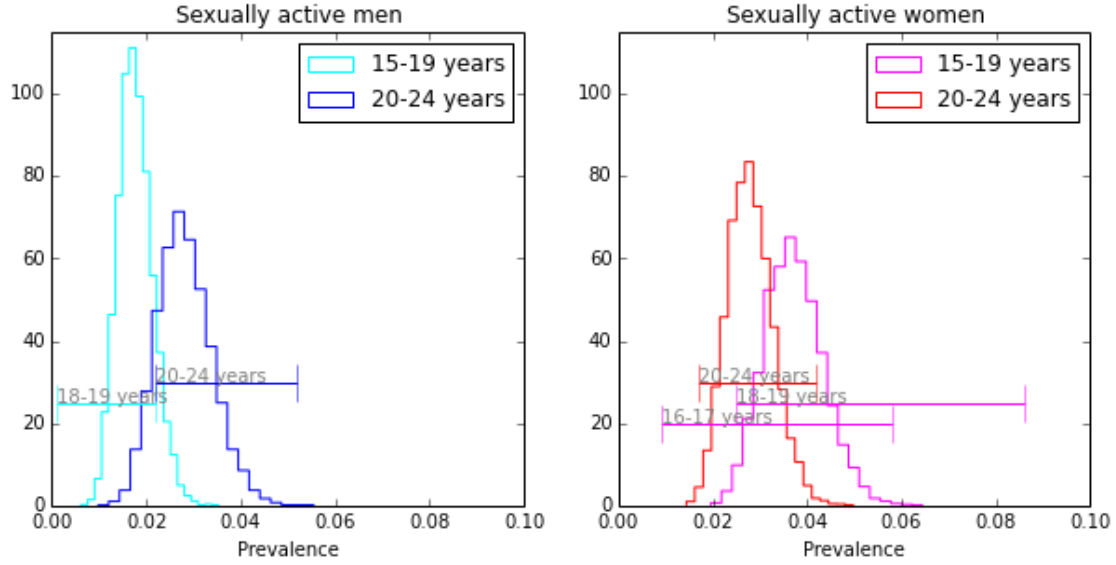 Sexually active men
15-19 years
20-24 years
100
80
60
40
20
0
20-24 years
18-19 years
0.00 0.02 0.04 0.06 0.08 0.10
Prevalence
Sexually active women
15-19 years
20-24 years
100
80
60
40
20
0
20-24 years
18-19 years
16-17 years
0.00 0.02 0.04 0.06 0.08 0.10
Prevalence